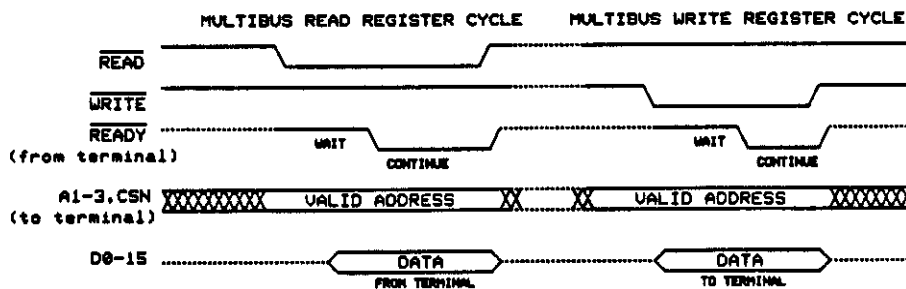 MULTIBUS READ REGISTER CYCLE MULTIBUS WRITE REGISTER CYCLE
READ
WRITE
READY WAIT WAIT
(from terminal) CONTINUE CONTINUE
A1-3,CSN VALID ADDRESS VALID ADDRESS
(to terminal)
D0-15 DATA DATA
FROM TERMINAL TO TERMINAL